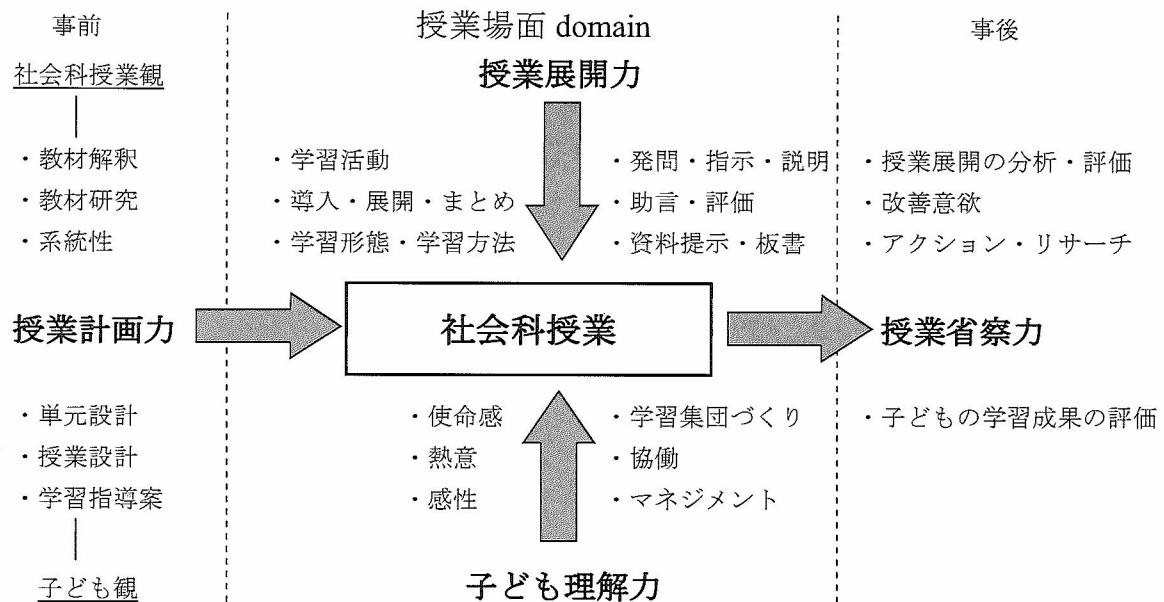 事前
授業場面 domain
事後
社会科授業観
授業展開力
・教材解釈
・教材研究
・系統性
・学習活動
・導入・展開・まとめ
・学習形態・学習方法
・発問・指示・説明
・助言・評価
・資料提示・板書
・授業展開の分析・評価
・改善意欲
・アクション・リサーチ
授業計画力
社会科授業
授業省察力
・単元設計
・授業設計
・学習指導案
・使命感
・熱意
・感性
・学習集団づくり
・協働
・マネジメント
・子どもの学習成果の評価
子ども観
子ども理解力